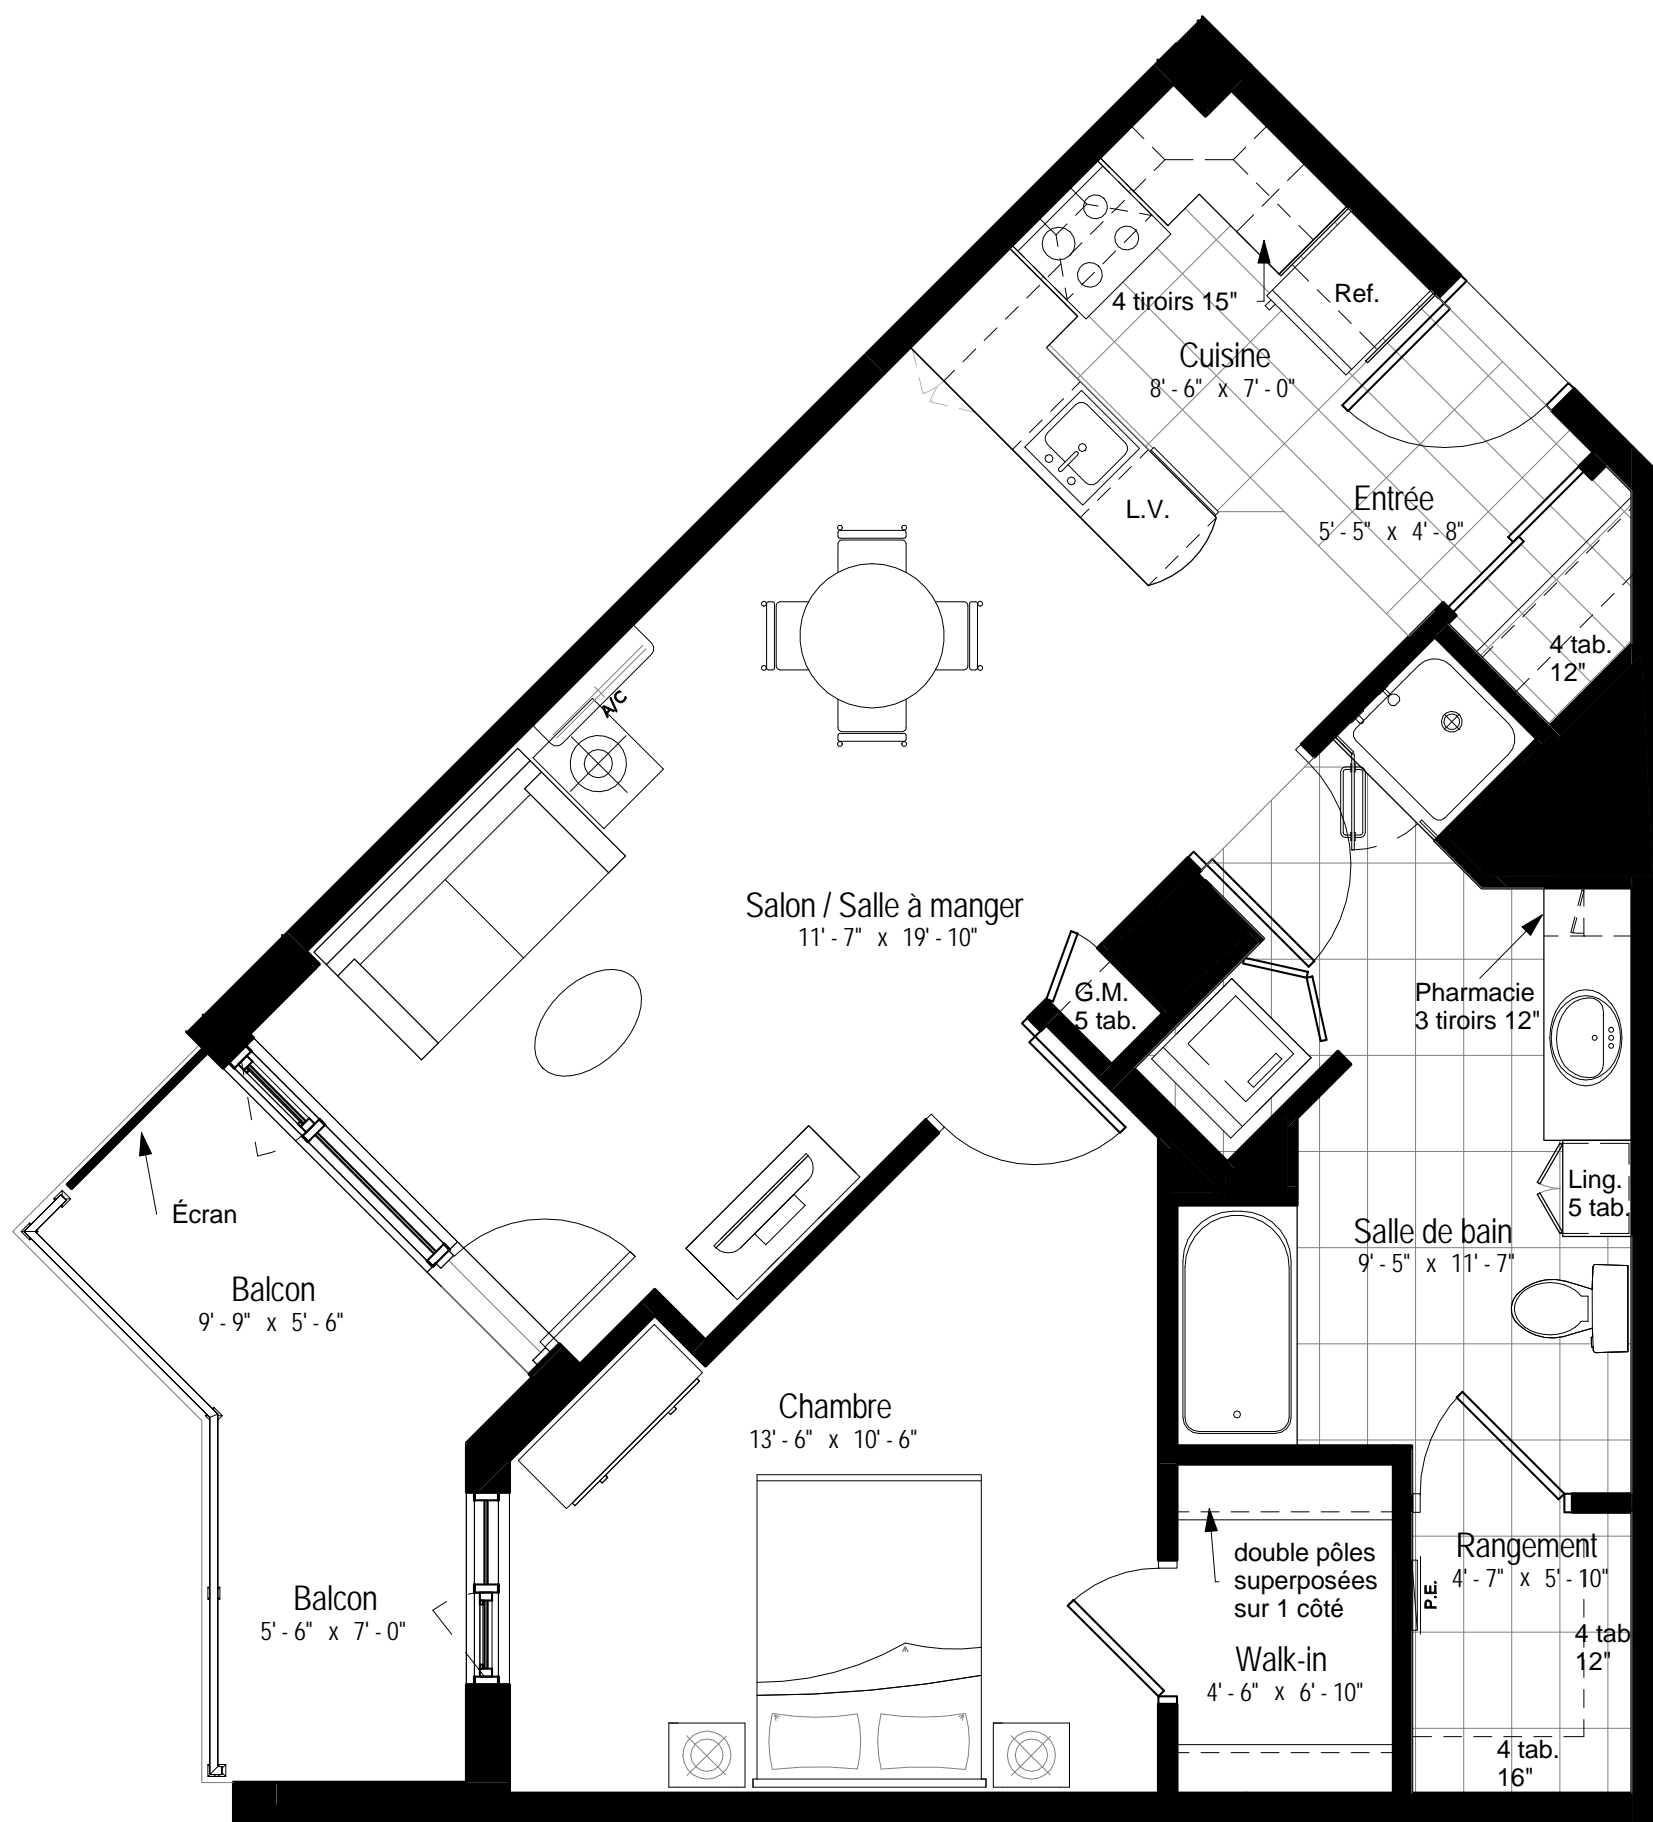 4 tiroirs 15"
Ref.
Cuisine
8' - 6" x 7' - 0"
Entrée
5' - 5" x 4' - 8"
L.V.
4 tab.
12"
A/C
Salon / Salle à manger
11' - 7" x 19' - 10"
G.M.
5 tab.
Pharmacie
3 tiroirs 12"
Ling.
5 tab.
Écran
Salle de bain
9' - 5" x 11' - 7"
Balcon
9' - 9" x 5' - 6"
Chambre
13' - 6" x 10' - 6"
double pôles
superposées
sur 1 côté
Rangement
4' - 7" x 5' - 10"
P.E.
Balcon
5' - 6" x 7' - 0"
4 tab
12"
Walk-in
4' - 6" x 6' - 10"
4 tab.
16"